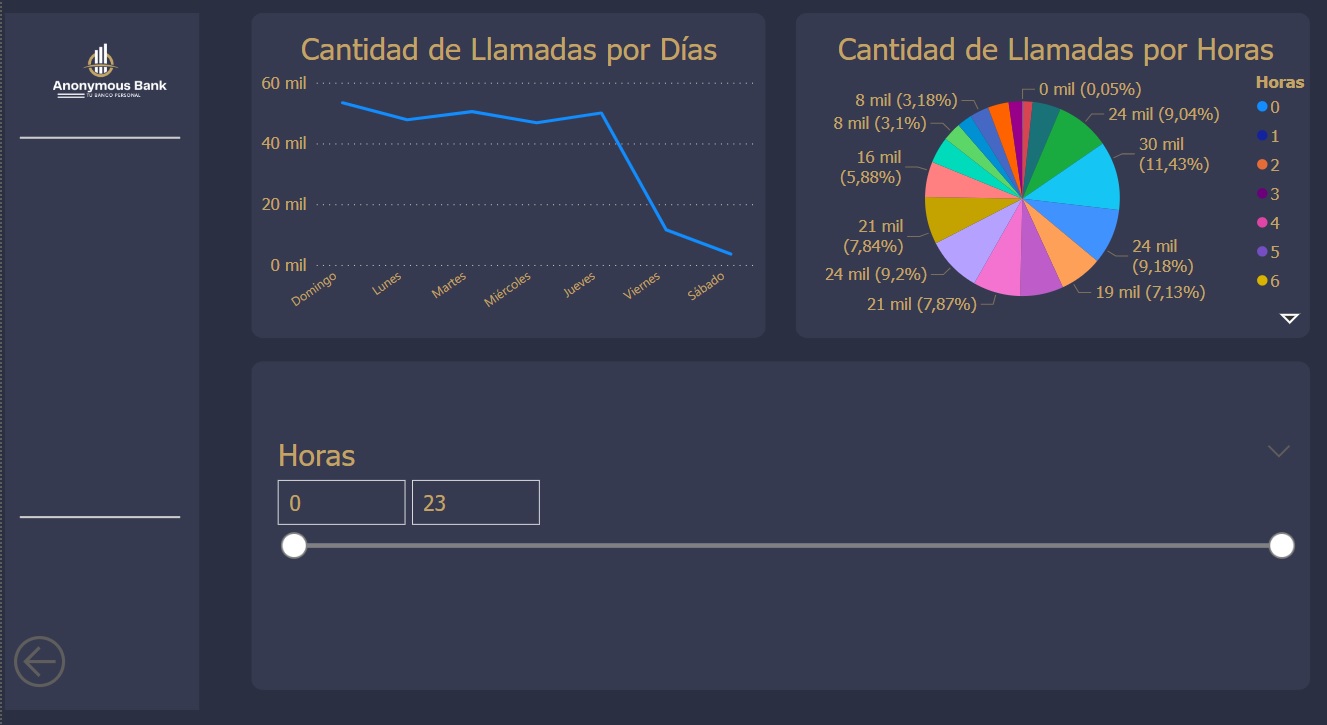 Anonymous Bank
TU BANCO PERSONAL
Cantidad de Llamadas por Días
60 mil
40 mil
20 mil
0 mil
Domingo
Lunes
Martes
Miércoles
Jueves
Viernes
Sábado
Cantidad de Llamadas por Horas
0 mil (0,05%)
24 mil (9,04%)
30 mil
(11,43%)
24 mil
(9,18%)
19 mil (7,13%)
21 mil (7,87%)
24 mil (9,2%)
21 mil
(7,84%)
16 mil
(5,88%)
8 mil (3,1%)
8 mil (3,18%)
Horas
0
1
2
3
4
5
6
Horas
0
23